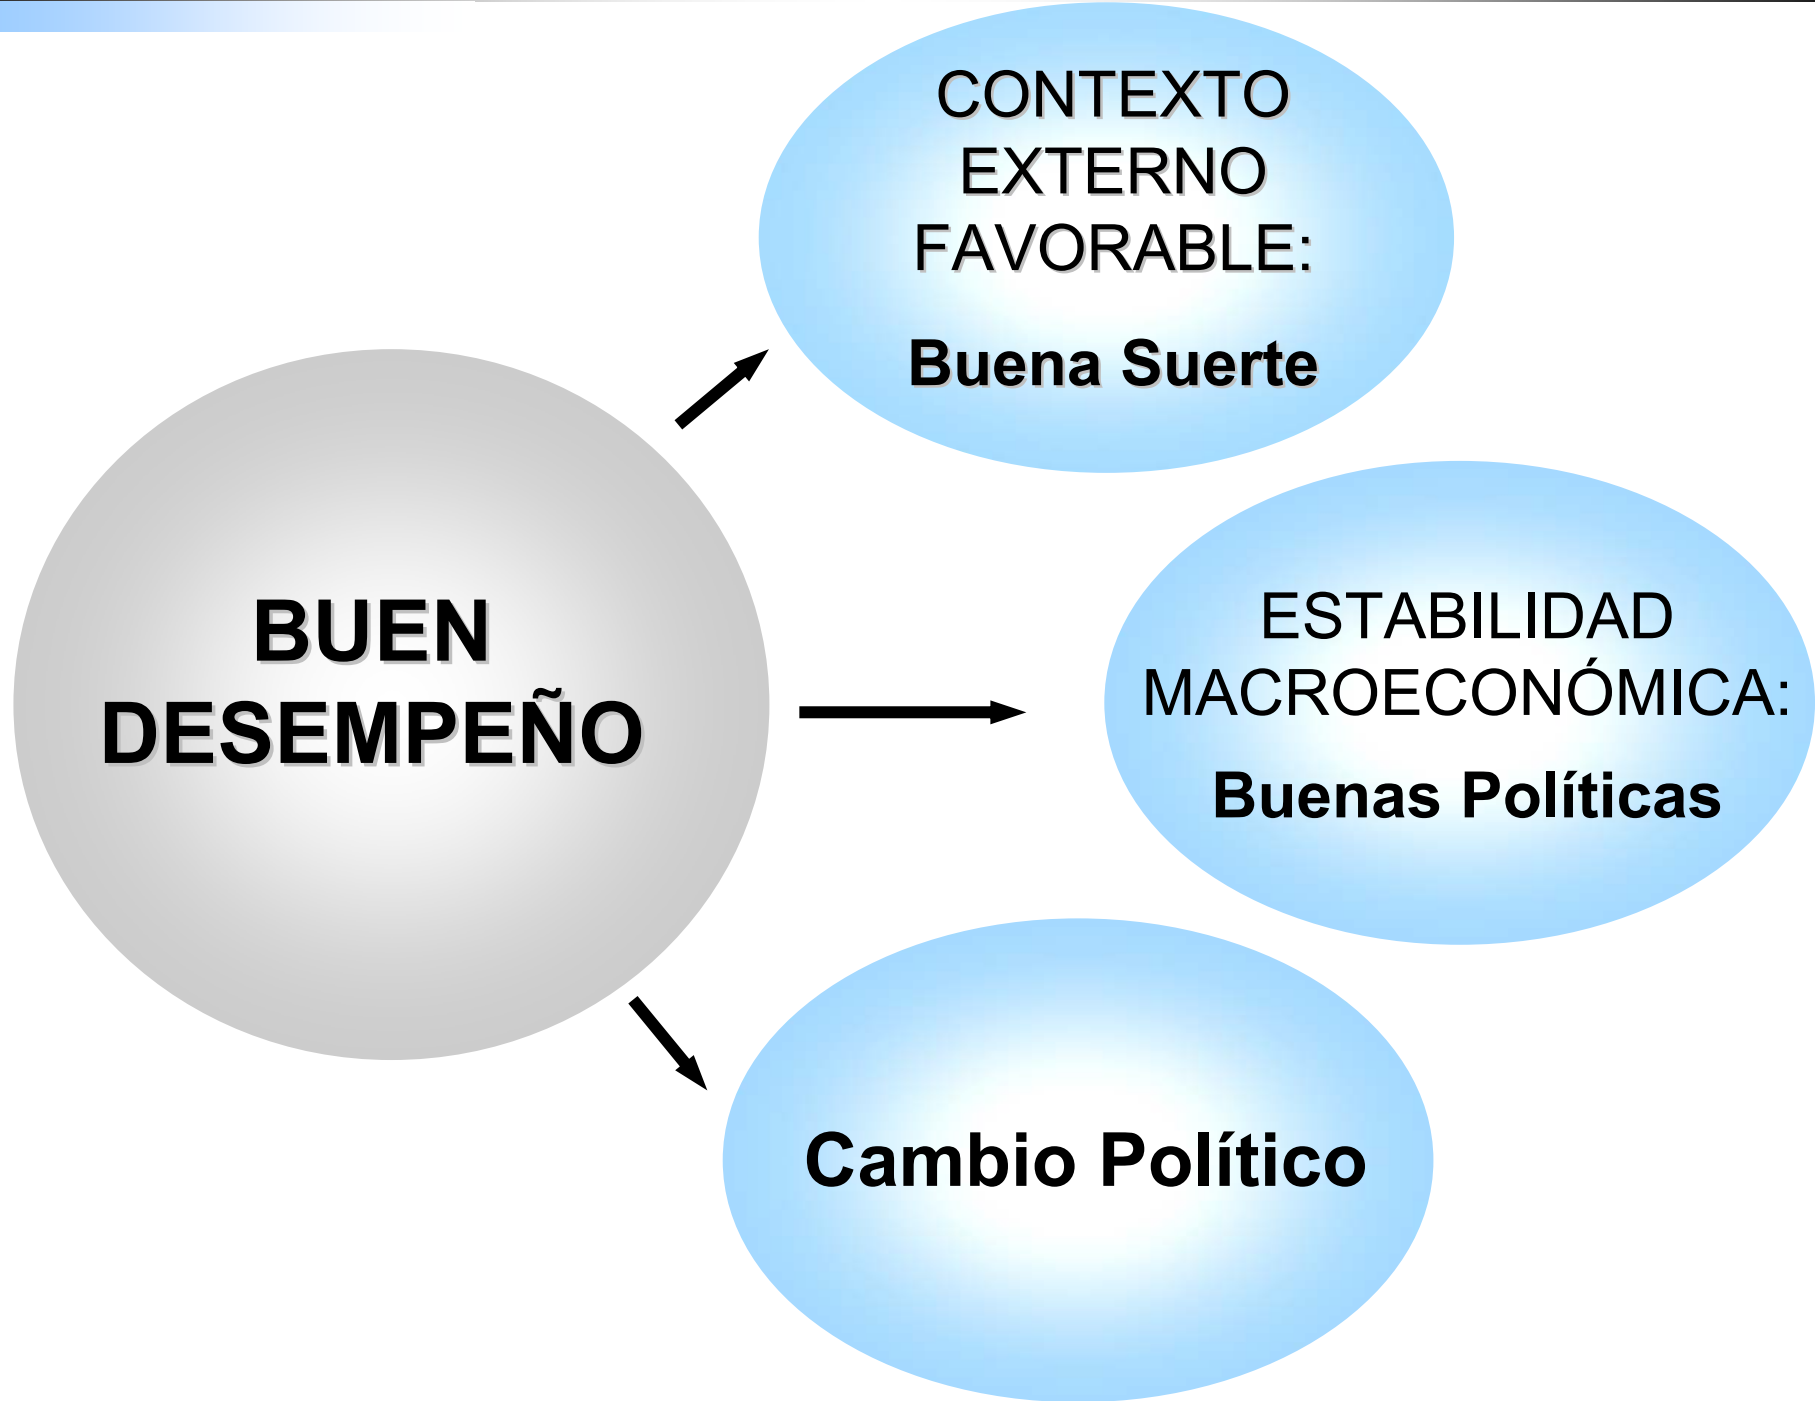 CONTEXTO
EXTERNO
FAVORABLE:
Buena Suerte
BUEN
DESEMPEÑO
ESTABILIDAD
MACROECONÓMICA:
Buenas Políticas
Cambio Político